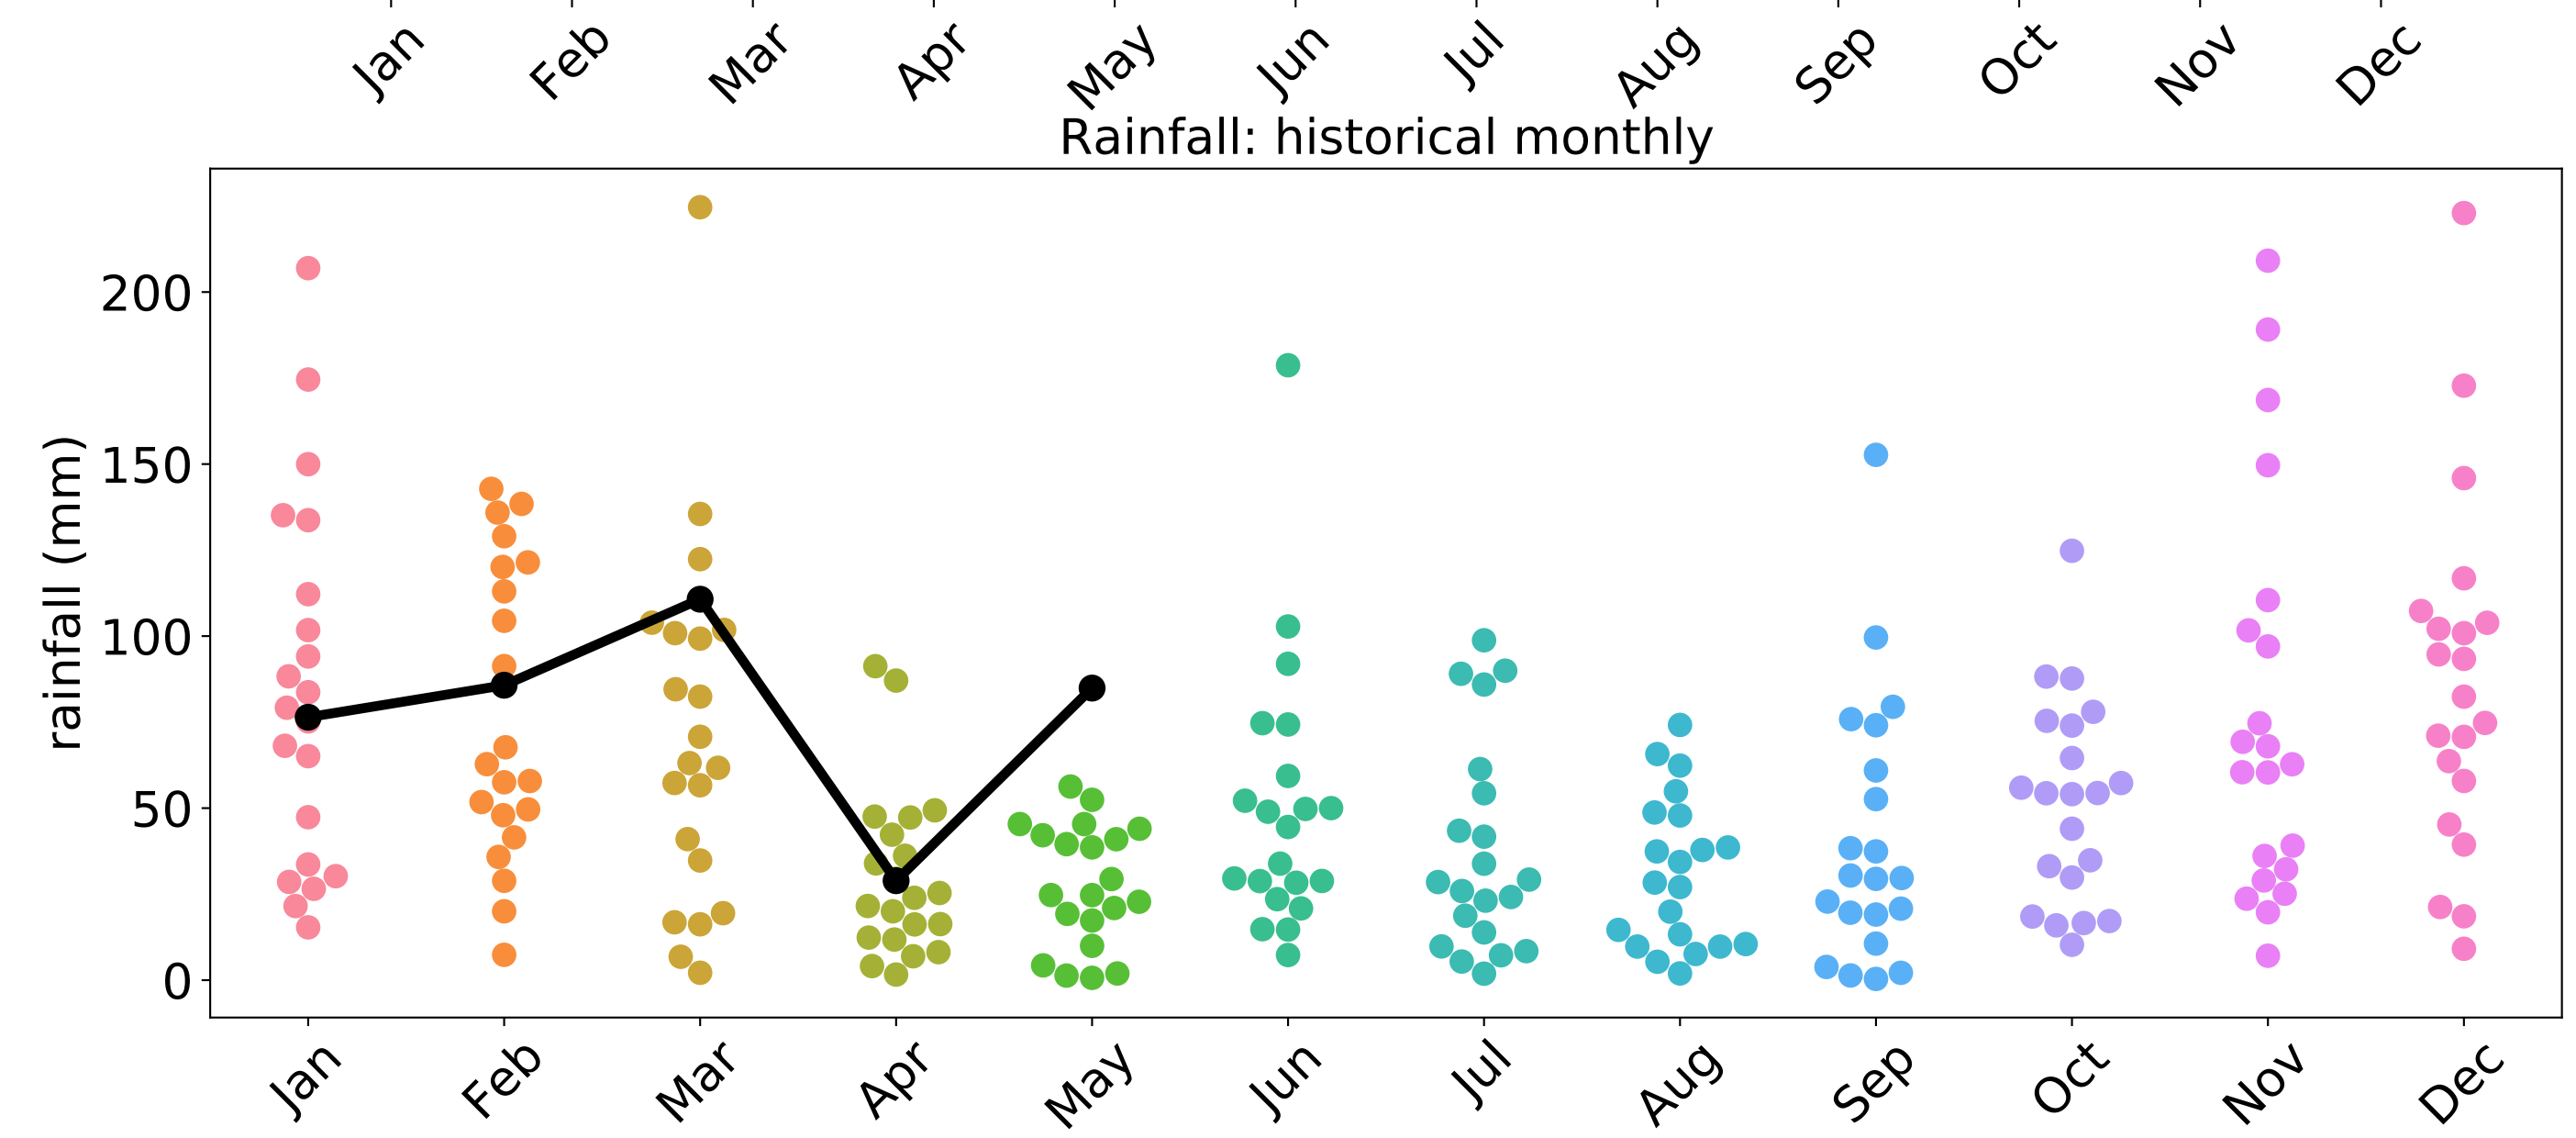 Jan Feb Mar Apr May Jun Jul Aug Sep Oct Nov Dec
Rainfall: historical monthly
rainfall (mm)
200
150
100
50
0
Jan Feb Mar Apr May Jun Jul Aug Sep Oct Nov Dec